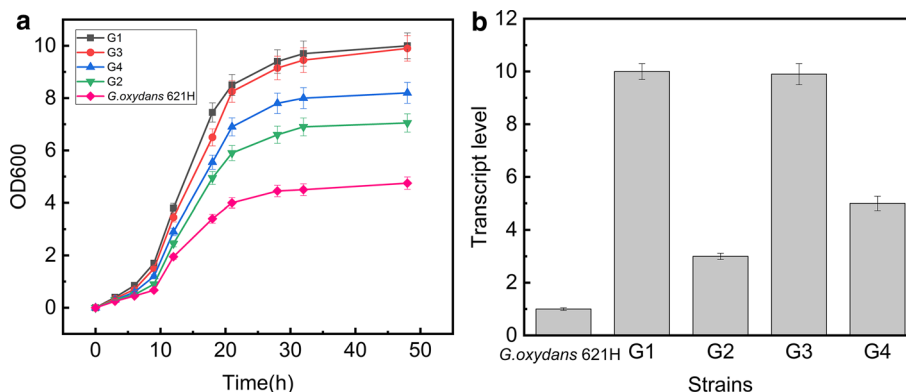 a
OD600
10
8
6
4
2
0
G1
G3
G4
G2
G.oxydans 621H
0 10 20 30 40 50
Time(h)
b
Transcript level
12
10
8
6
4
2
0
G.oxydans 621H G1 G2 G3 G4
Strains